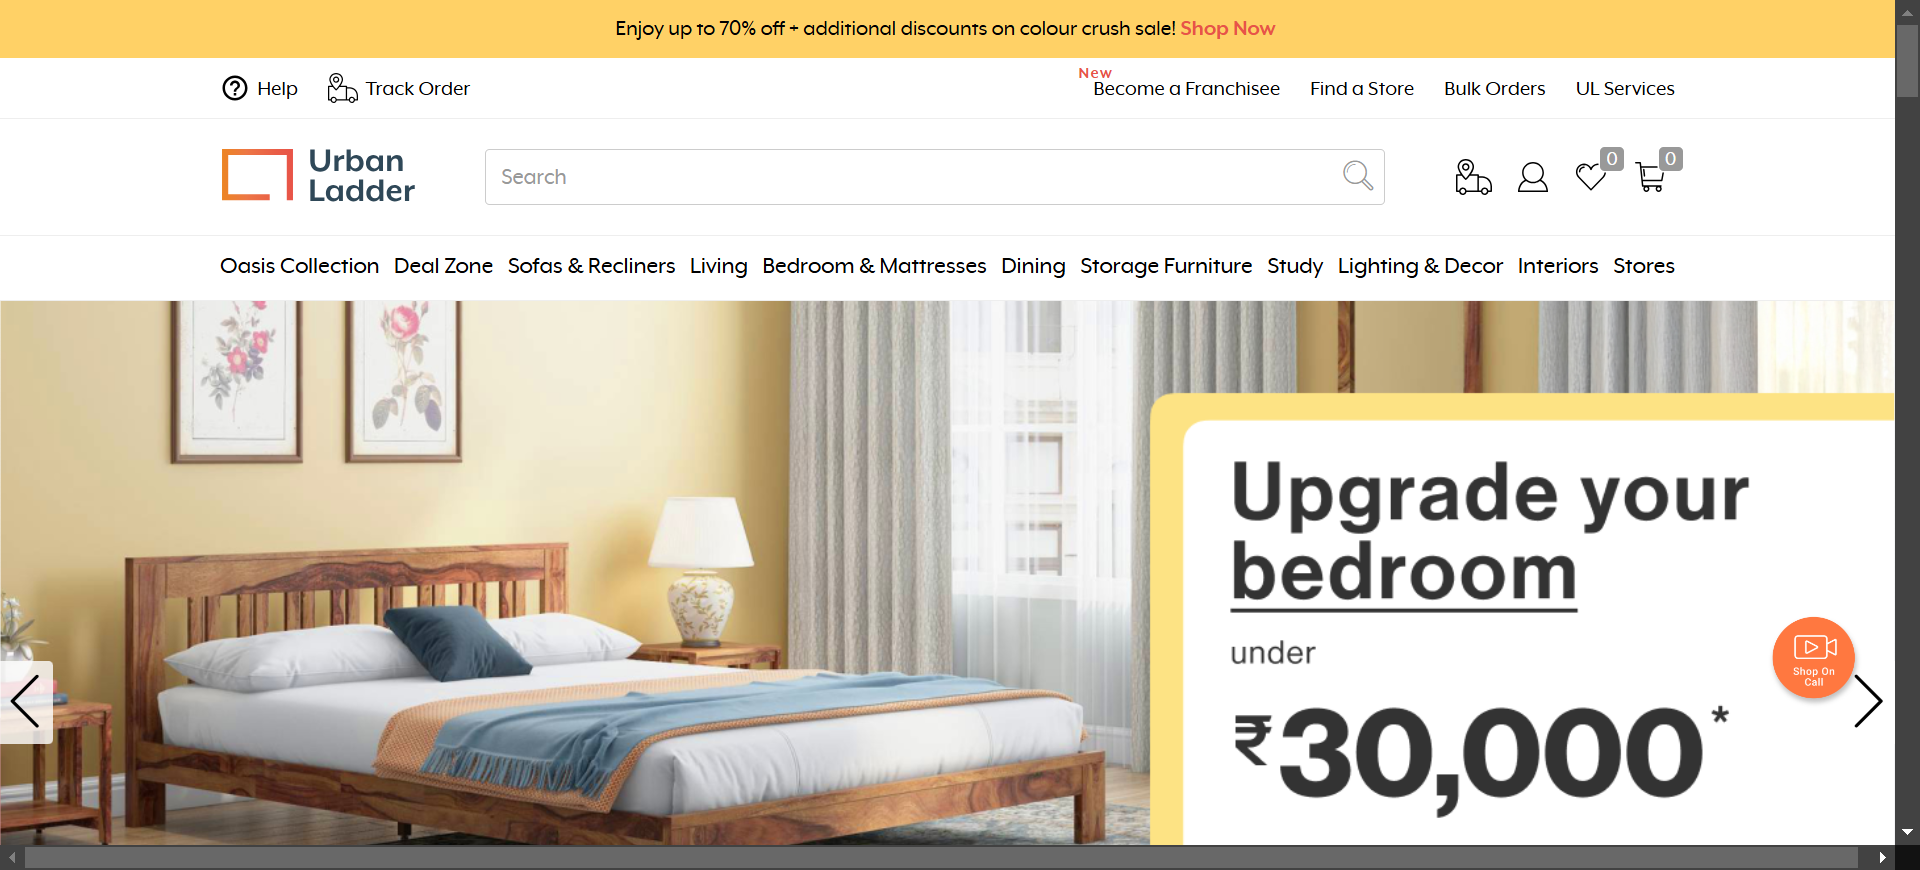 Enjoy up to 70% off + additional discounts on colour crush sale! Shop Now
Help
Track Order
New
Become a Franchisee
Find a Store
Bulk Orders
UL Services
Urban
Ladder
Search
0
0
Oasis Collection
Deal Zone
Sofas & Recliners
Living
Bedroom & Mattresses
Dining
Storage Furniture
Study
Lighting & Decor
Interiors
Stores
Upgrade your
bedroom
under
₹30,000*
Shop On
Call